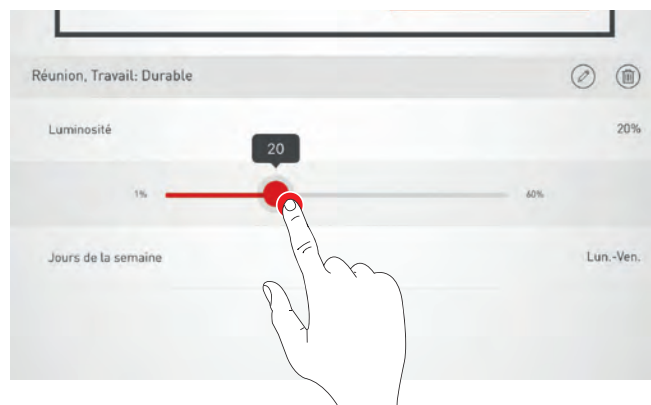 Réunion, Travail: Durable
Luminosité 20%
20
1% 60%
Jours de la semaine Lun.-Ven.